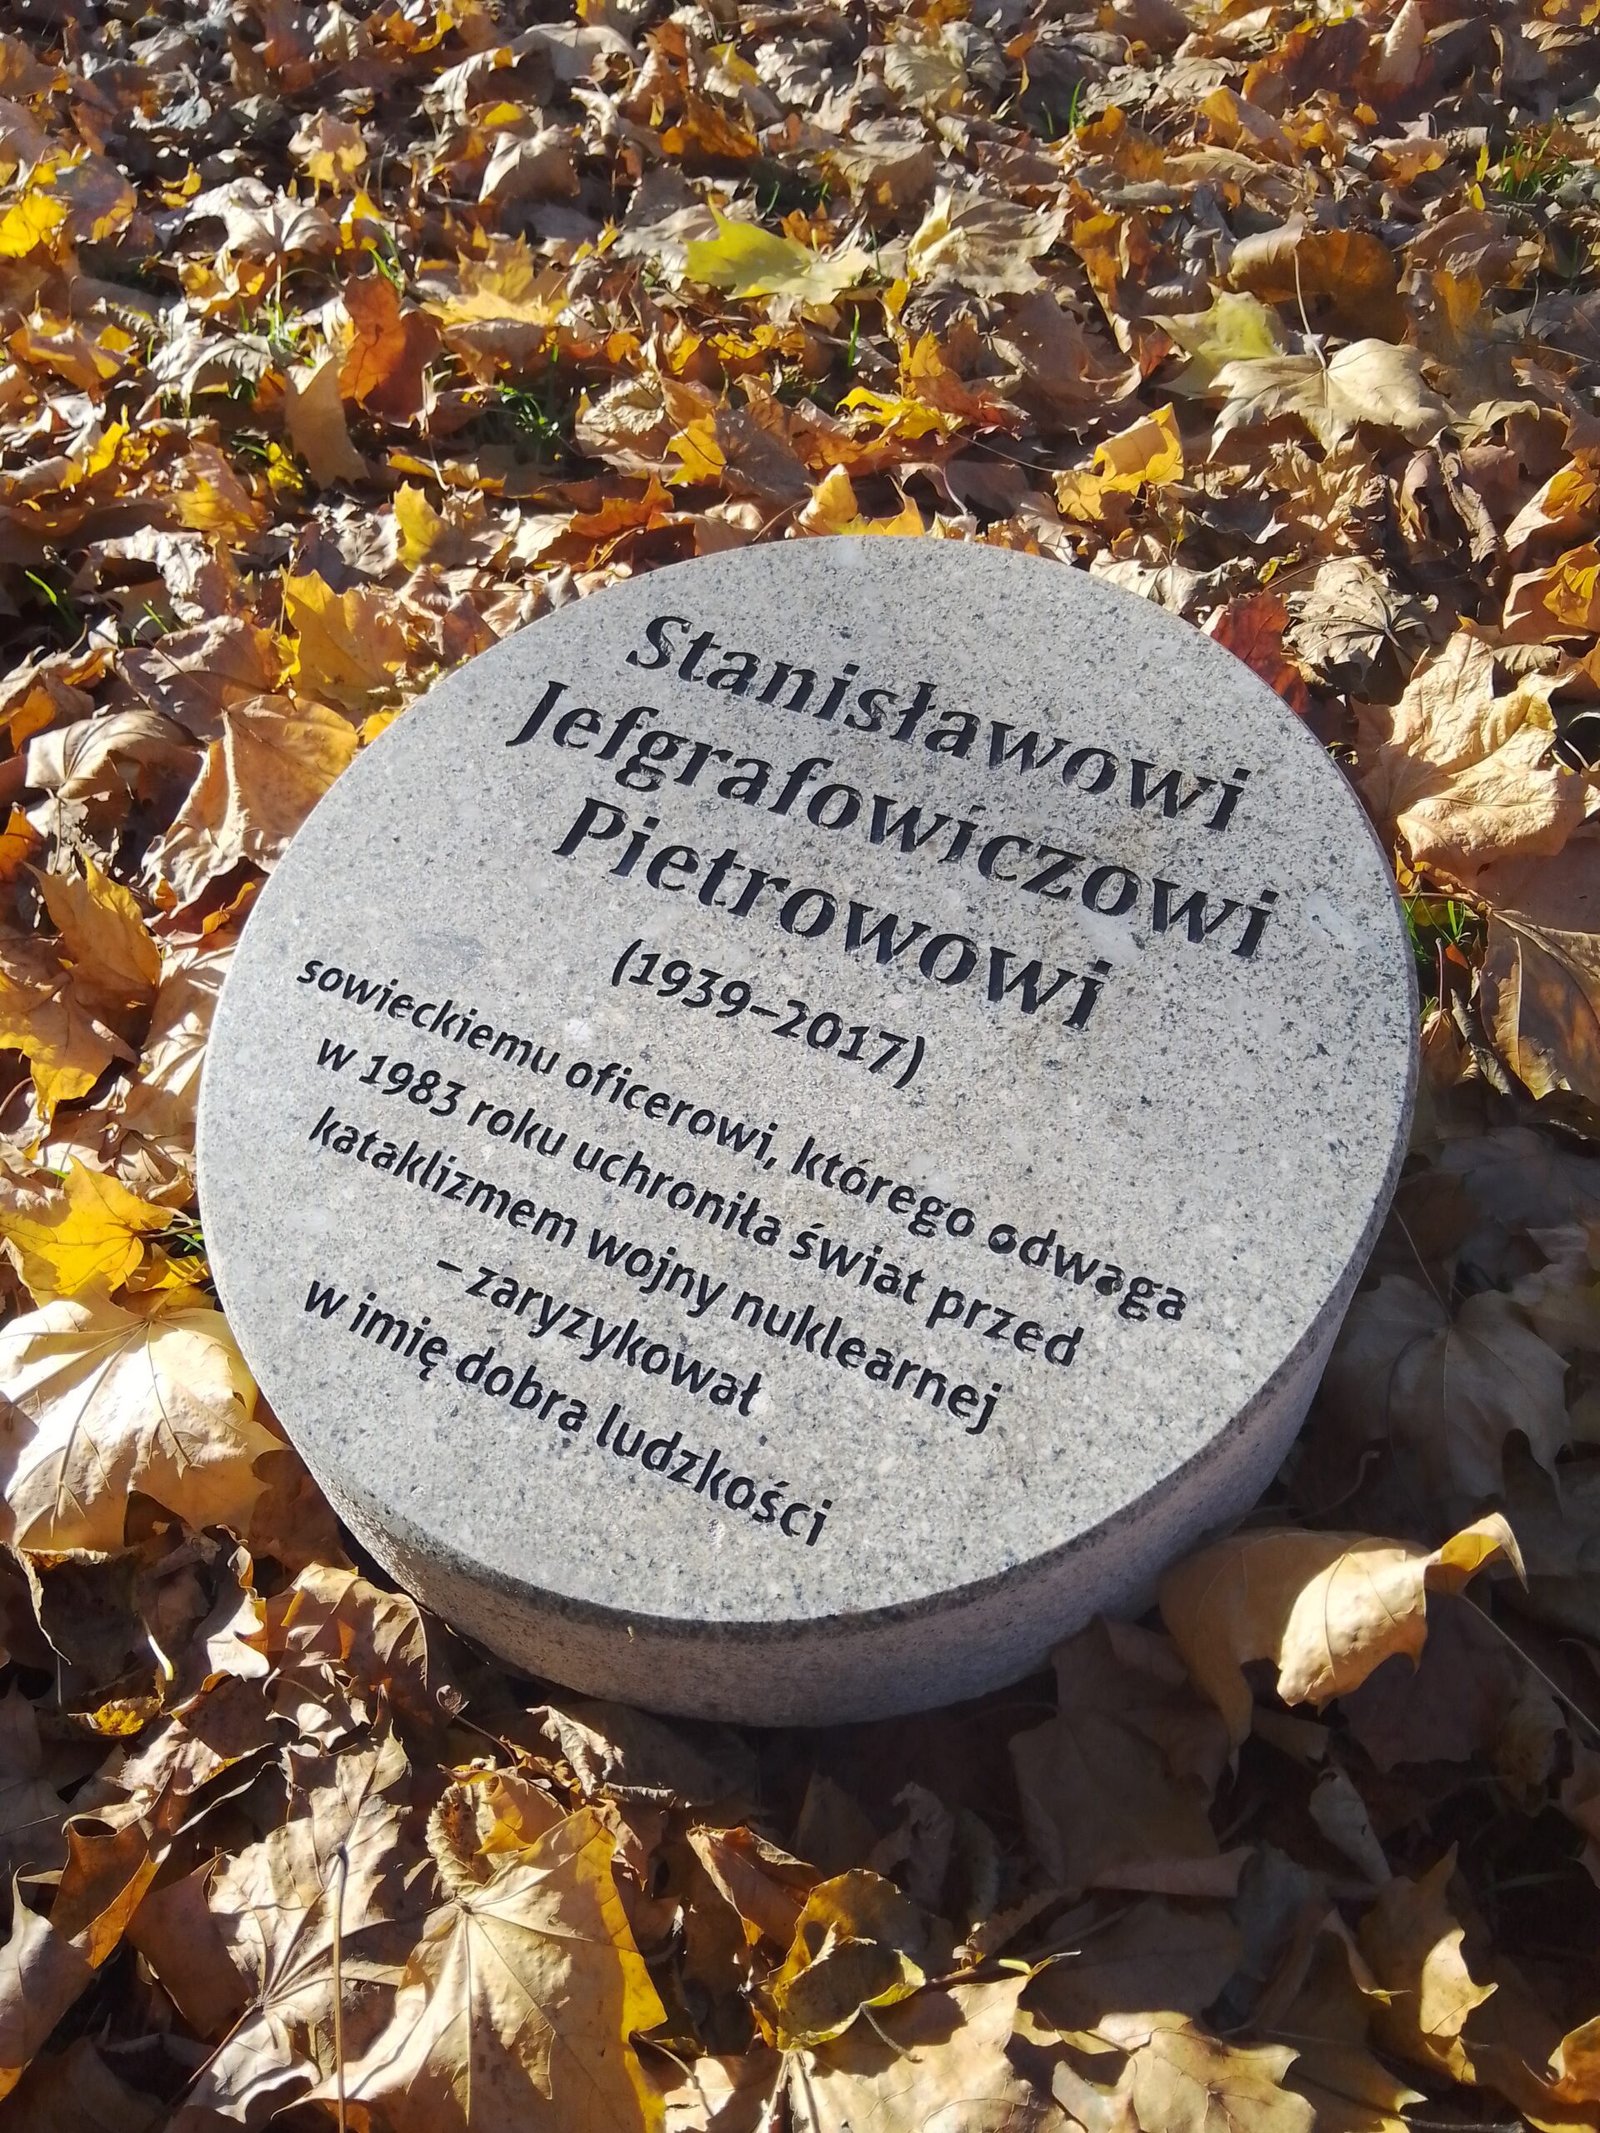 Stanisławowi
Jefgrafowiczowi
Pietrowowi
(1939–2017)
sowieckiemu oficerowi, którego odwaga
w 1983 roku uchroniła świat przed
kataklizmem wojny nuklearnej
– zaryzykował
w imię dobra ludzkości